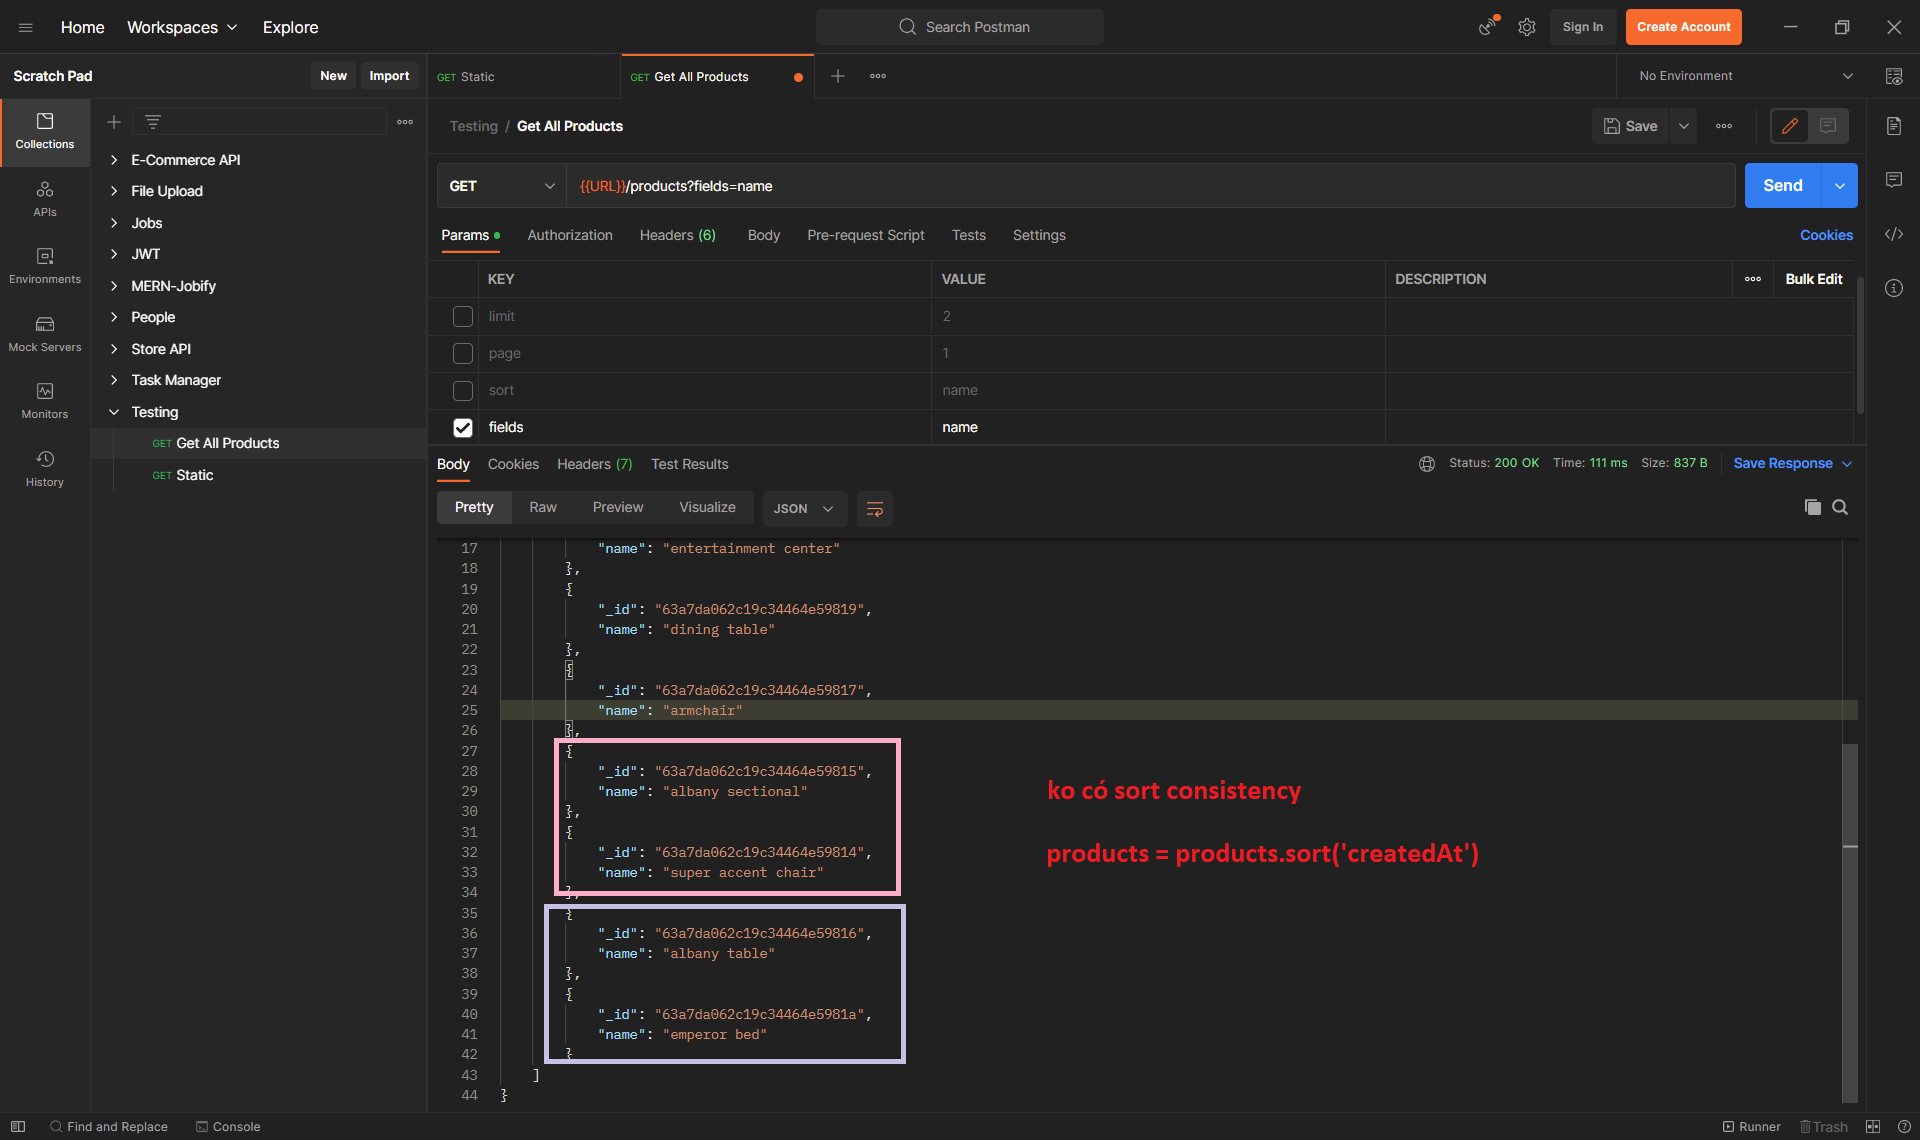 Home Workspaces Explore Search Postman Sign In Create Account
Scratch Pad New Import GET Static GET Get All Products No Environment
Collections
APIs
Environments
Mock Servers
Monitors
History
E-Commerce API
File Upload
Jobs
JWT
MERN-Jobify
People
Store API
Task Manager
Testing
GET Get All Products
GET Static
Testing / Get All Products Save
GET {{URL}}/products?fields=name Send
Params Authorization Headers (6) Body Pre-request Script Tests Settings Cookies
KEY VALUE DESCRIPTION Bulk Edit
limit 2
page 1
sort name
fields name
Body Cookies Headers (7) Test Results Status: 200 OK Time: 111 ms Size: 837 B Save Response
Pretty Raw Preview Visualize JSON
17 "name": "entertainment center"
18 },
19 {
20 "_id": "63a7da062c19c34464e59819",
21 "name": "dining table"
22 },
23 {
24 "_id": "63a7da062c19c34464e59817",
25 "name": "armchair"
26 },
27 {
28 "_id": "63a7da062c19c34464e59815",
29 "name": "albany sectional"
30 },
31 {
32 "_id": "63a7da062c19c34464e59814",
33 "name": "super accent chair"
34 },
35 {
36 "_id": "63a7da062c19c34464e59816",
37 "name": "albany table"
38 },
39 {
40 "_id": "63a7da062c19c34464e5981a",
41 "name": "emperor bed"
42 }
43 ]
44 }
ko có sort consistency
products = products.sort('createdAt')
Find and Replace Console Runner Trash